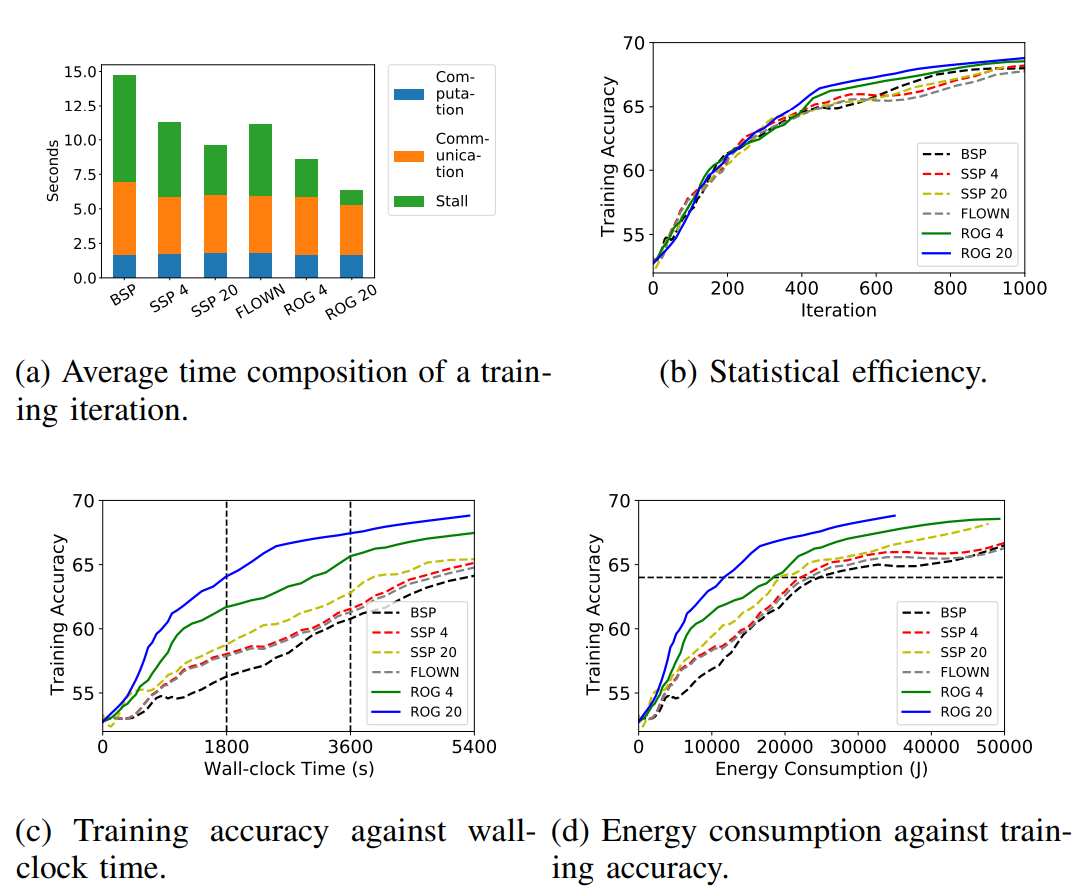 15.0
12.5
10.0
7.5
5.0
2.5
0.0
Seconds
BSP
SSP 4
SSP 20
FLOWN
ROG 4
ROG 20
Com-
puta-
tion
Comm-
unica-
tion
Stall
(a) Average time composition of a train-
ing iteration.
70
65
60
55
Training Accuracy
0 200 400 600 800 1000
Iteration
BSP
SSP 4
SSP 20
FLOWN
ROG 4
ROG 20
(b) Statistical efficiency.
70
65
60
55
Training Accuracy
0 1800 3600 5400
Wall-clock Time (s)
BSP
SSP 4
SSP 20
FLOWN
ROG 4
ROG 20
(c) Training accuracy against wall-
clock time.
70
65
60
55
Training Accuracy
0 10000 20000 30000 40000 50000
Energy Consumption (J)
BSP
SSP 4
SSP 20
FLOWN
ROG 4
ROG 20
(d) Energy consumption against train-
ing accuracy.